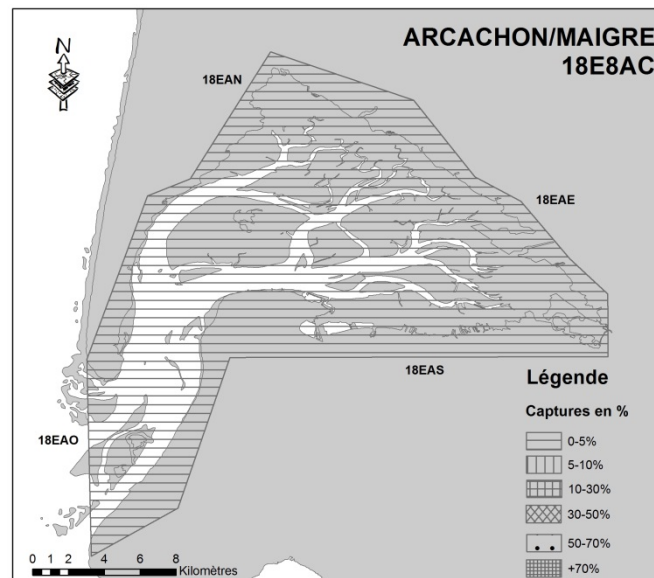 ARCACHON/MAIGRE
18E8AC
N
18EAN
18EAE
18EAS
18EAO
Légende
Captures en %
0-5%
5-10%
10-30%
30-50%
50-70%
+70%
0 1 2 4 6 8
Kilomètres